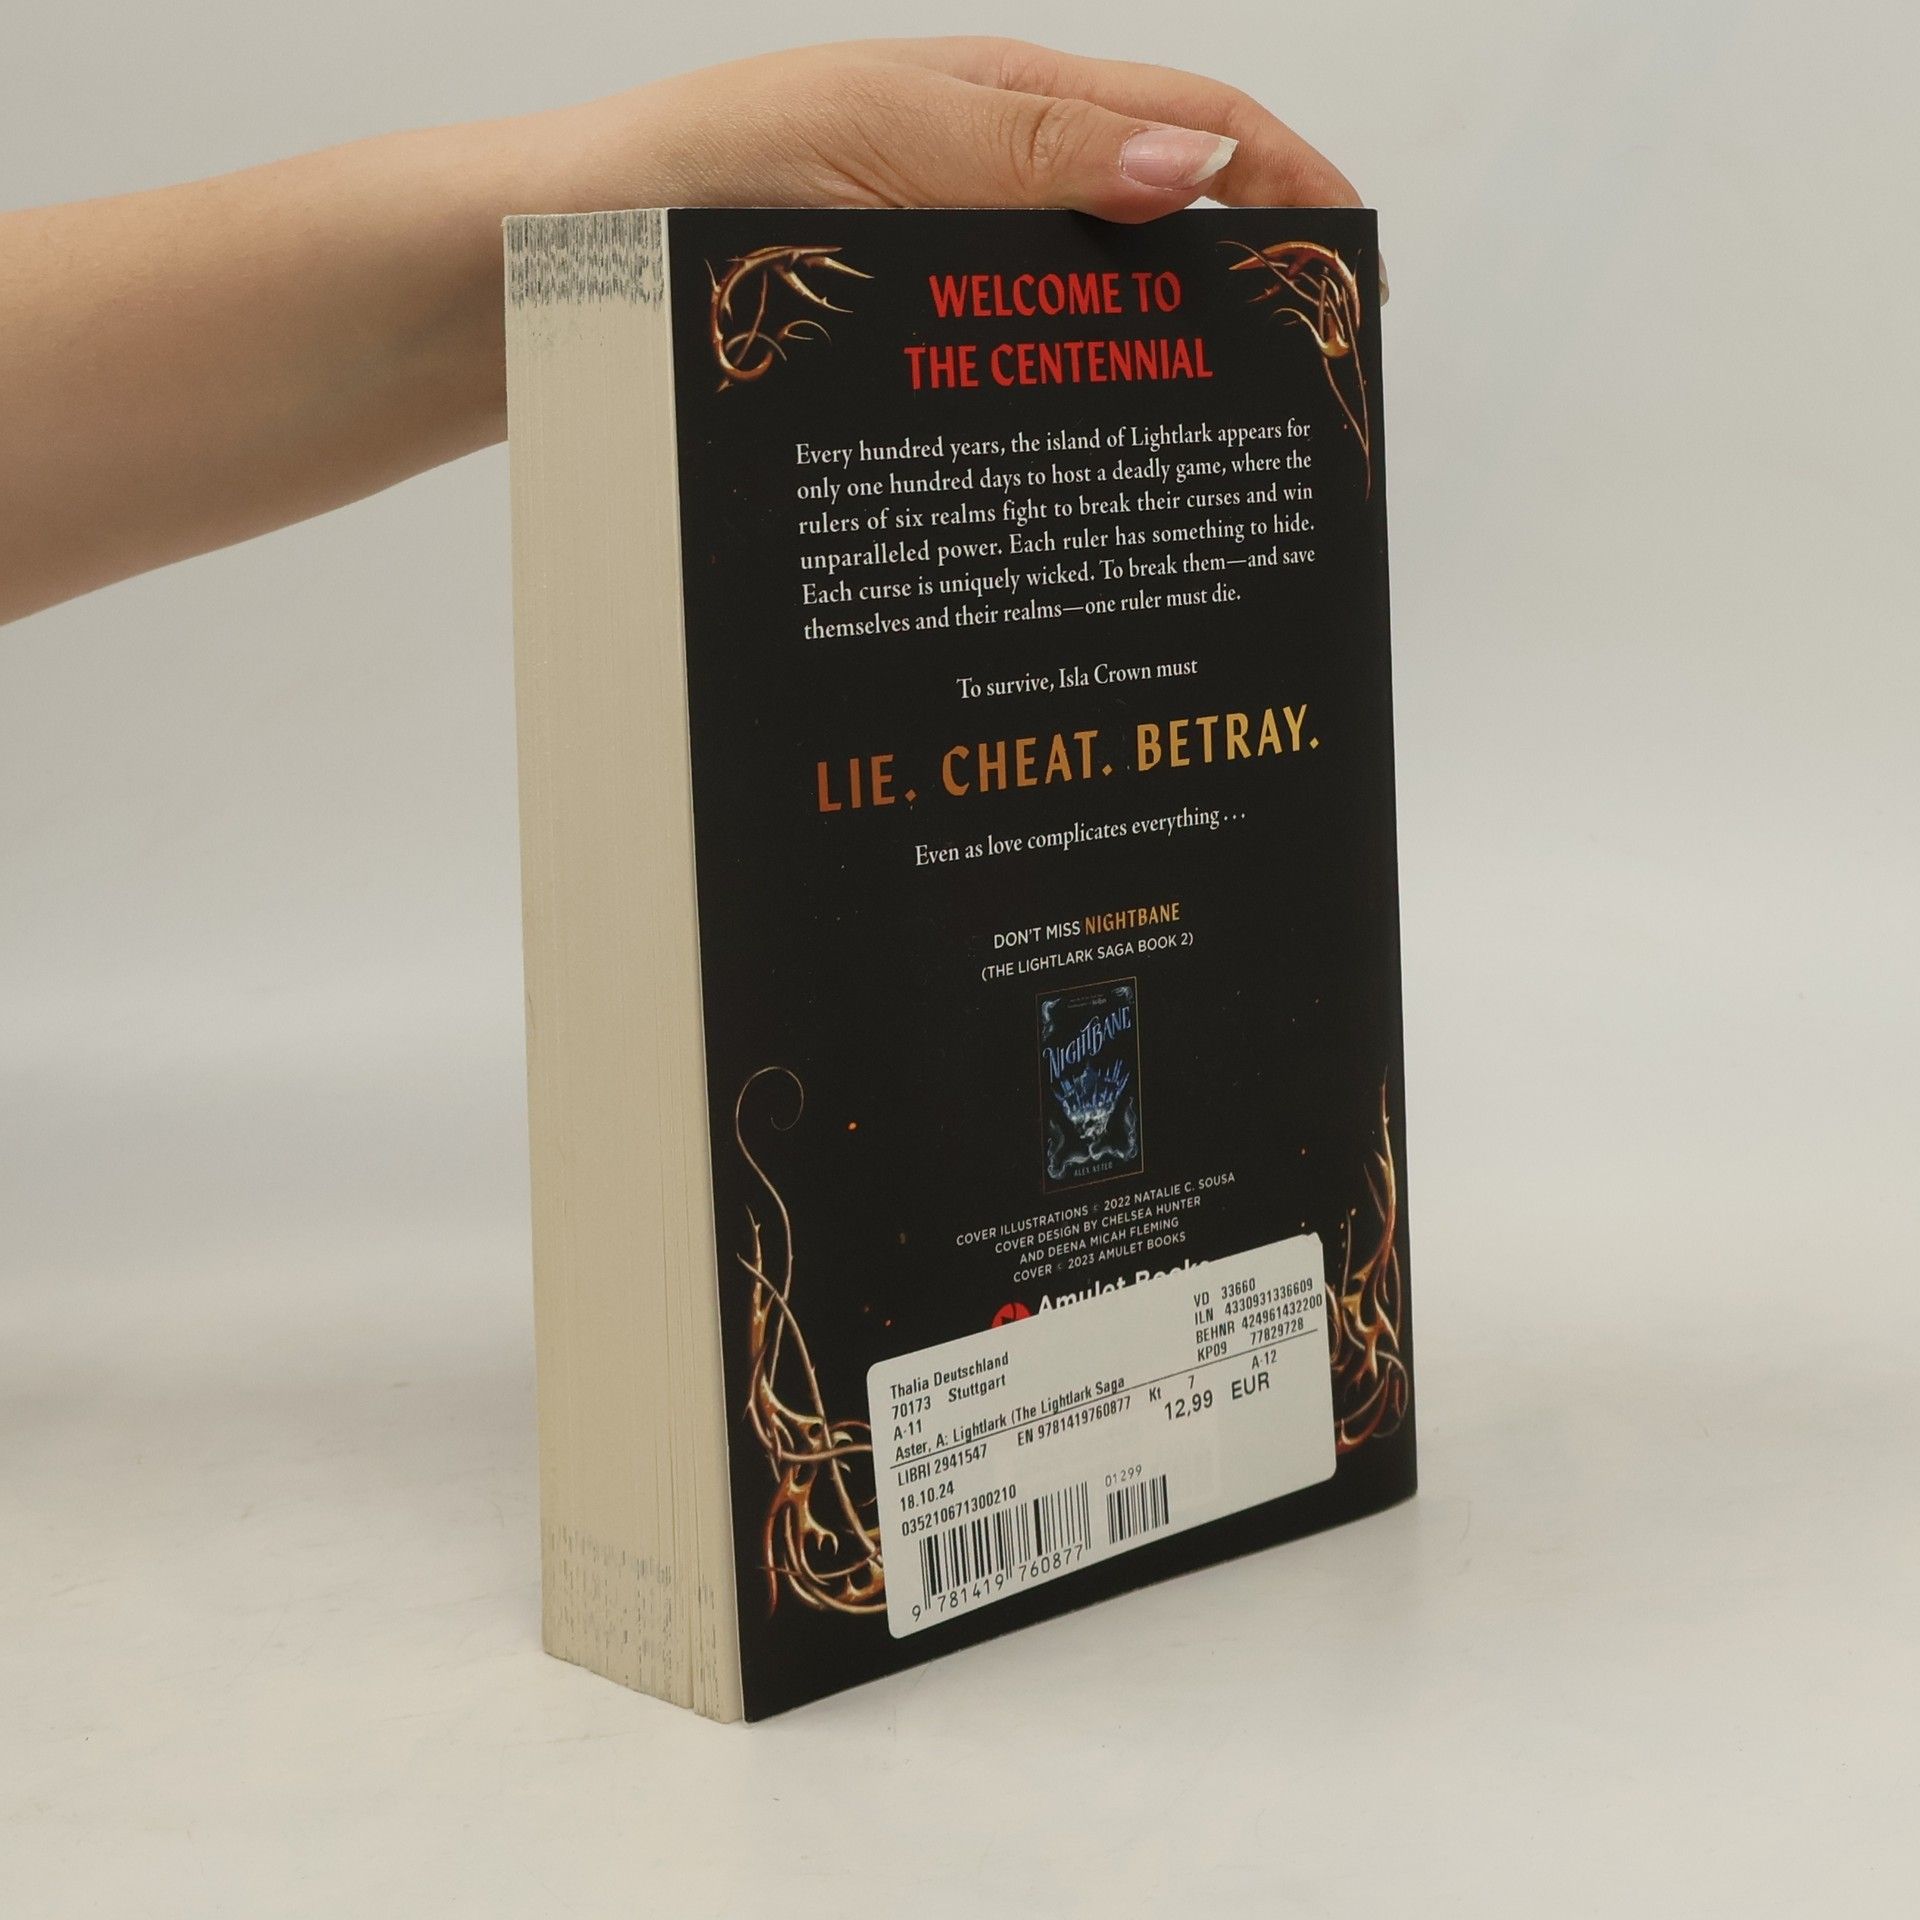 WELCOME TO
THE CENTENNIAL
Every hundred years, the island of Lightlark appears for
only one hundred days to host a deadly game, where the
rulers of six realms fight to break their curses and win
unparalleled power. Each ruler has something to hide.
Each curse is uniquely wicked. To break them—and save
themselves and their realms—one ruler must die.
To survive, Isla Crown must
LIE. CHEAT. BETRAY.
Even as love complicates everything...
DON'T MISS NIGHTBANE
(THE LIGHTLARK SAGA BOOK 2)
NIGHTBANE
ALEX ASTER
COVER ILLUSTRATIONS © 2022 NATALIE C. SOUSA
COVER DESIGN BY CHELSEA HUNTER
AND DEENA MICAH FLEMING
COVER © 2023 AMULET BOOKS
Amulet Books
VD 33660
ILN 4330931336609
BEHNR 424961432200
KP09 77829728
Thalia Deutschland
70173 Stuttgart
A-11 A-12
Aster, A: Lightlark (The Lightlark Saga Kt 7
LIBRI 2941547 EN 9781419760877 12,99 EUR
18.10.24
035210671300210
01299
9 781419 760877